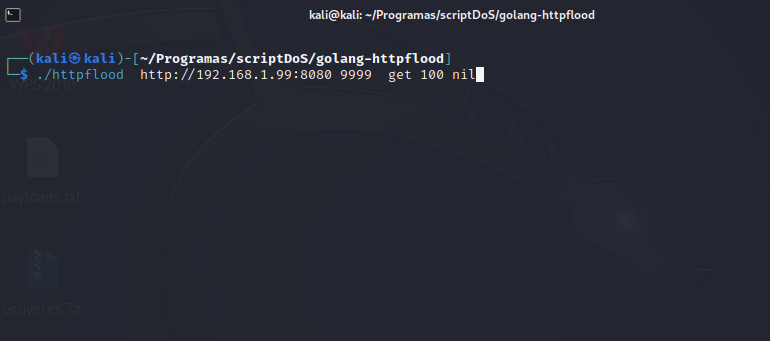 kali@kali: ~/Programas/scriptDoS/golang-httpflood
┌──(kali㉿kali)-[~/Programas/scriptDoS/golang-httpflood]
└─$ ./httpflood  http://192.168.1.99:8080 9999  get 100 nil
WPS 2019
payloads.txt
Gruyeres.7z